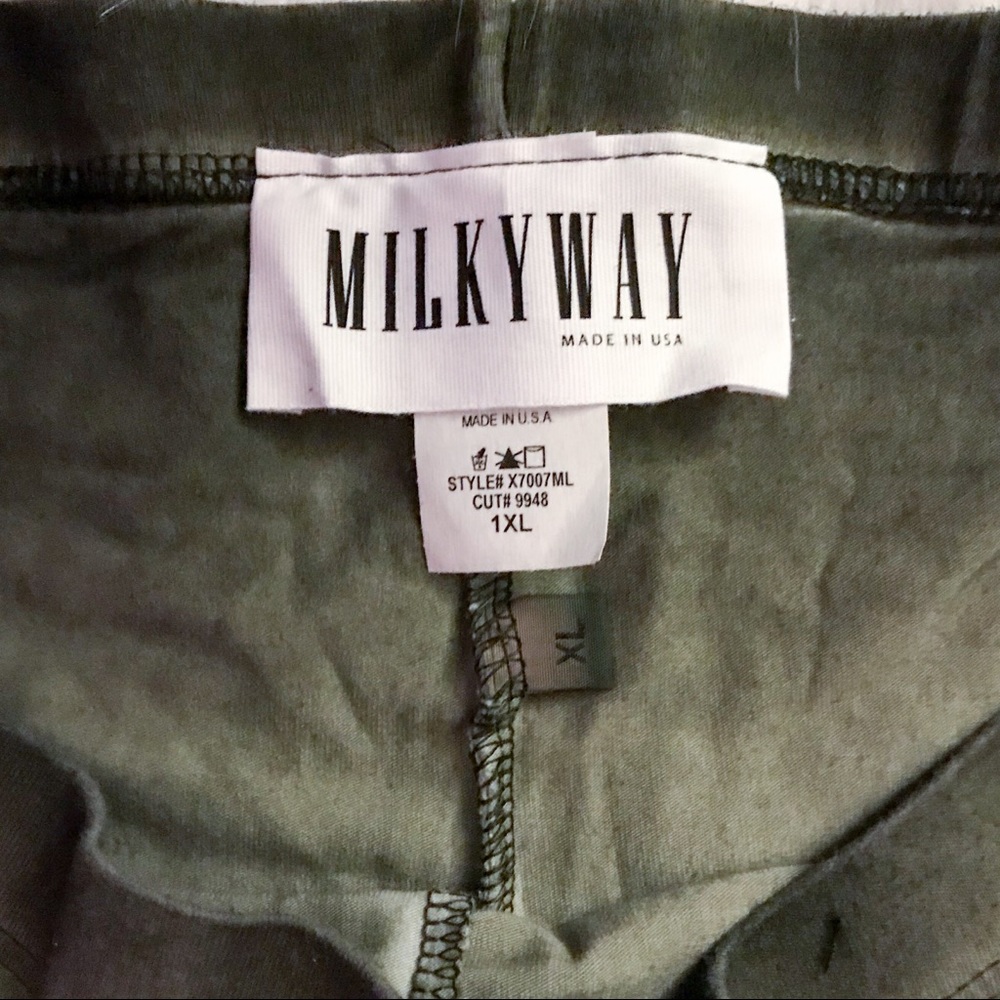 MILKYWAY
MADE IN USA
MADE IN U.S.A
STYLE# X7007ML
CUT# 9948
1XL
XL